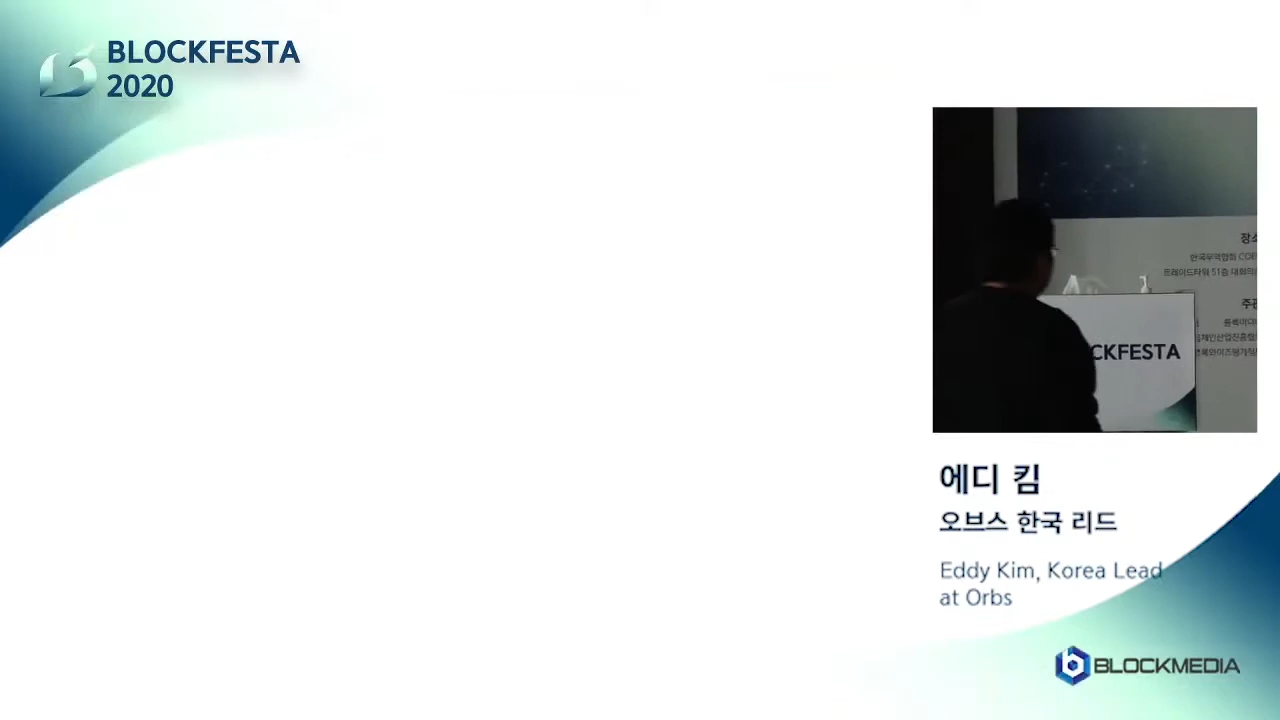 BLOCKFESTA
2020
CKFESTA
에디 킴
오브스 한국 리드
Eddy Kim, Korea Lead
at Orbs
BLOCKMEDIA